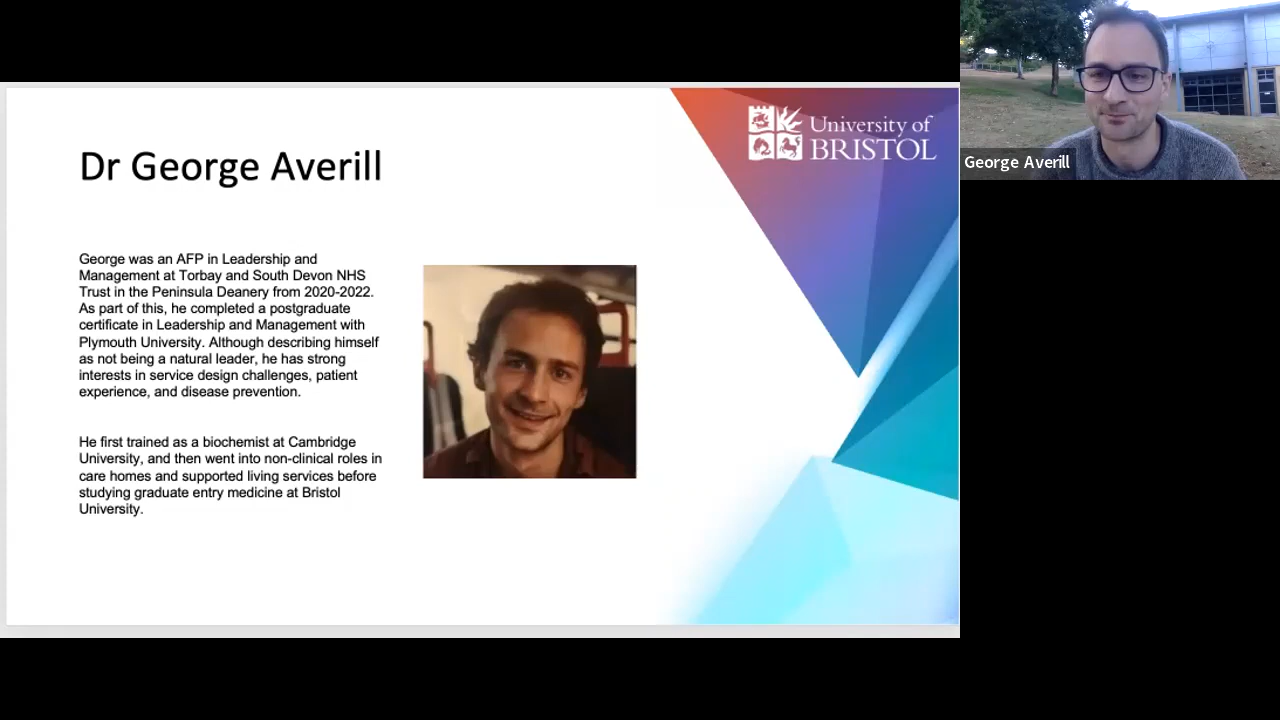 Dr George Averill
University of
BRISTOL
George Averill
George was an AFP in Leadership and
Management at Torbay and South Devon NHS
Trust in the Peninsula Deanery from 2020-2022.
As part of this, he completed a postgraduate
certificate in Leadership and Management with
Plymouth University. Although describing himself
as not being a natural leader, he has strong
interests in service design challenges, patient
experience, and disease prevention.
He first trained as a biochemist at Cambridge
University, and then went into non-clinical roles in
care homes and supported living services before
studying graduate entry medicine at Bristol
University.